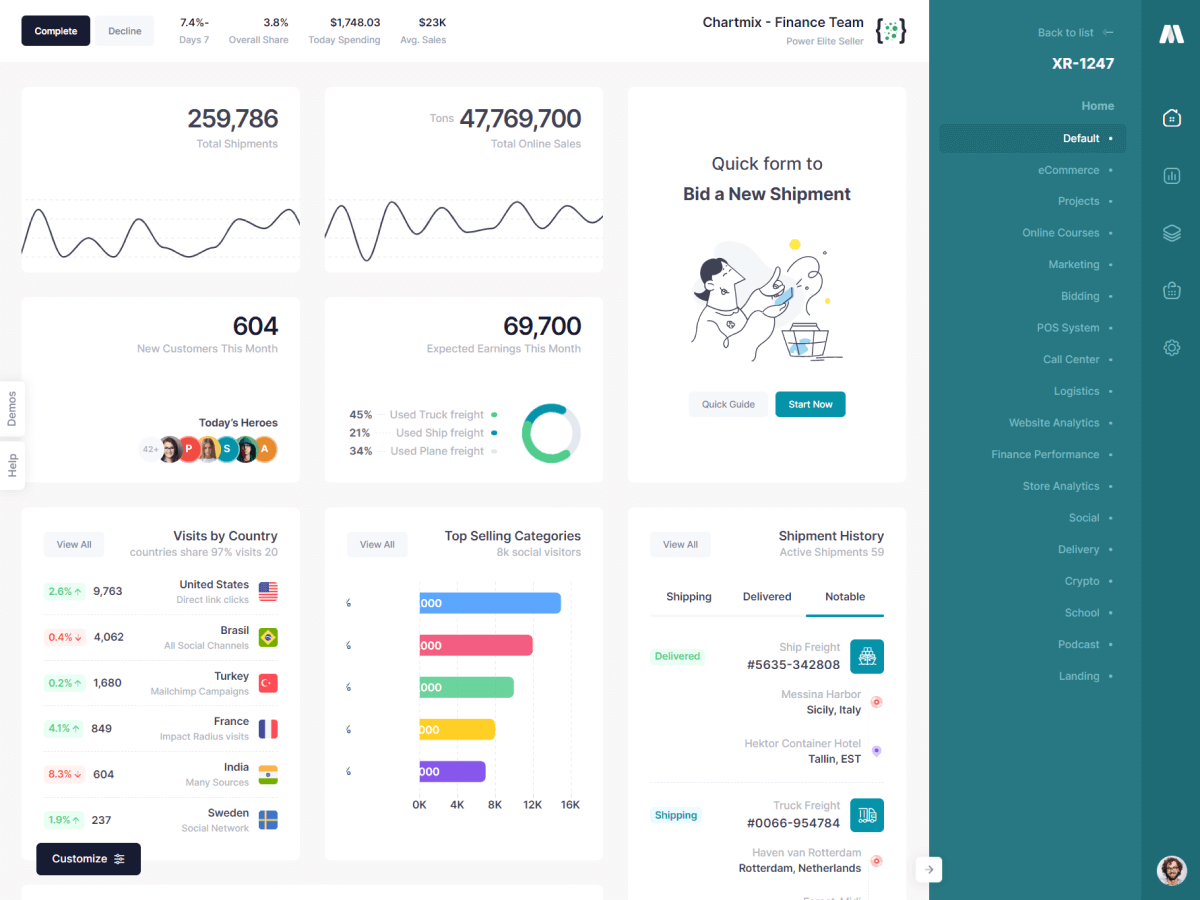 Complete
Decline
7.4%-
Days 7
3.8%
Overall Share
$1,748.03
Today Spending
$23K
Avg. Sales
Chartmix - Finance Team
Power Elite Seller
Back to list
XR-1247
Home
Default
eCommerce
Projects
Online Courses
Marketing
Bidding
POS System
Call Center
Logistics
Website Analytics
Finance Performance
Store Analytics
Social
Delivery
Crypto
School
Podcast
Landing
259,786
Total Shipments
Tons 47,769,700
Total Online Sales
Quick form to
Bid a New Shipment
Quick Guide
Start Now
604
New Customers This Month
Today's Heroes
42+
P
S
A
69,700
Expected Earnings This Month
45% Used Truck freight
21% Used Ship freight
34% Used Plane freight
Demos
Help
View All
Visits by Country
countries share 97% visits 20
2.6% 9,763 United States
Direct link clicks
0.4% 4,062 Brasil
All Social Channels
0.2% 1,680 Turkey
Mailchimp Campaigns
4.1% 849 France
Impact Radius visits
8.3% 604 India
Many Sources
1.9% 237 Sweden
Social Network
Customize
View All
Top Selling Categories
8k social visitors
000
000
000
000
000
0K 4K 8K 12K 16K
View All
Shipment History
Active Shipments 59
Shipping Delivered Notable
Delivered
Ship Freight
#5635-342808
Messina Harbor
Sicily, Italy
Hektor Container Hotel
Tallin, EST
Shipping
Truck Freight
#0066-954784
Haven van Rotterdam
Rotterdam, Netherlands